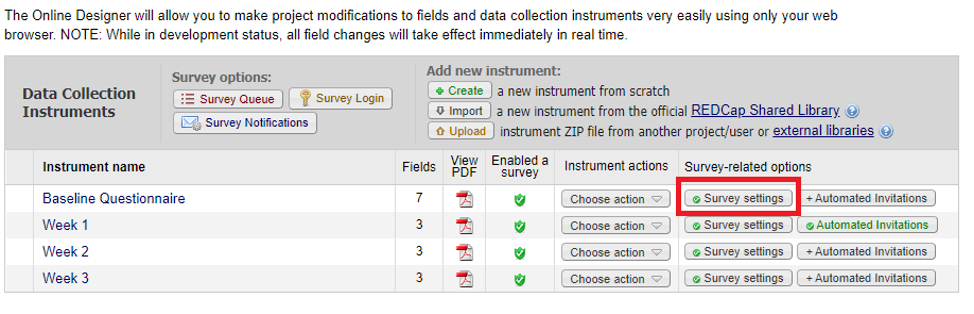 The Online Designer will allow you to make project modifications to fields and data collection instruments very easily using only your web
browser. NOTE: While in development status, all field changes will take effect immediately in real time.
Data Collection
Instruments
Survey options:
Survey Queue
Survey Login
Survey Notifications
Add new instrument:
Create a new instrument from scratch
Import a new instrument from the official REDCap Shared Library
Upload instrument ZIP file from another project/user or external libraries
Instrument name Fields View PDF Enabled as survey Instrument actions Survey-related options
Baseline Questionnaire 7 Choose action Survey settings + Automated Invitations
Week 1 3 Choose action Survey settings Automated Invitations
Week 2 3 Choose action Survey settings + Automated Invitations
Week 3 3 Choose action Survey settings + Automated Invitations